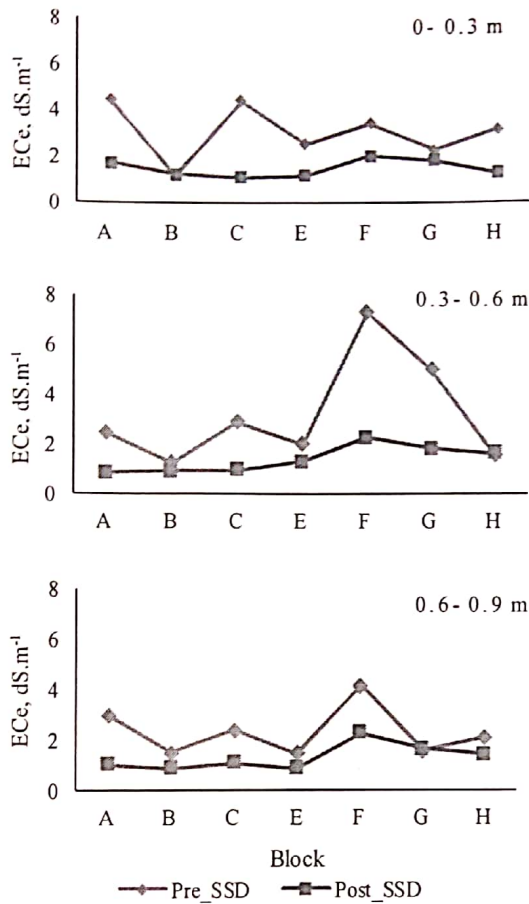 0- 0.3 m
ECe, dS.m-1
8
6
4
2
0
A B C E F G H
0.3- 0.6 m
ECe, dS.m-1
8
6
4
2
0
A B C E F G H
0.6- 0.9 m
ECe, dS.m-1
8
6
4
2
0
A B C E F G H
Block
Pre_SSD Post_SSD